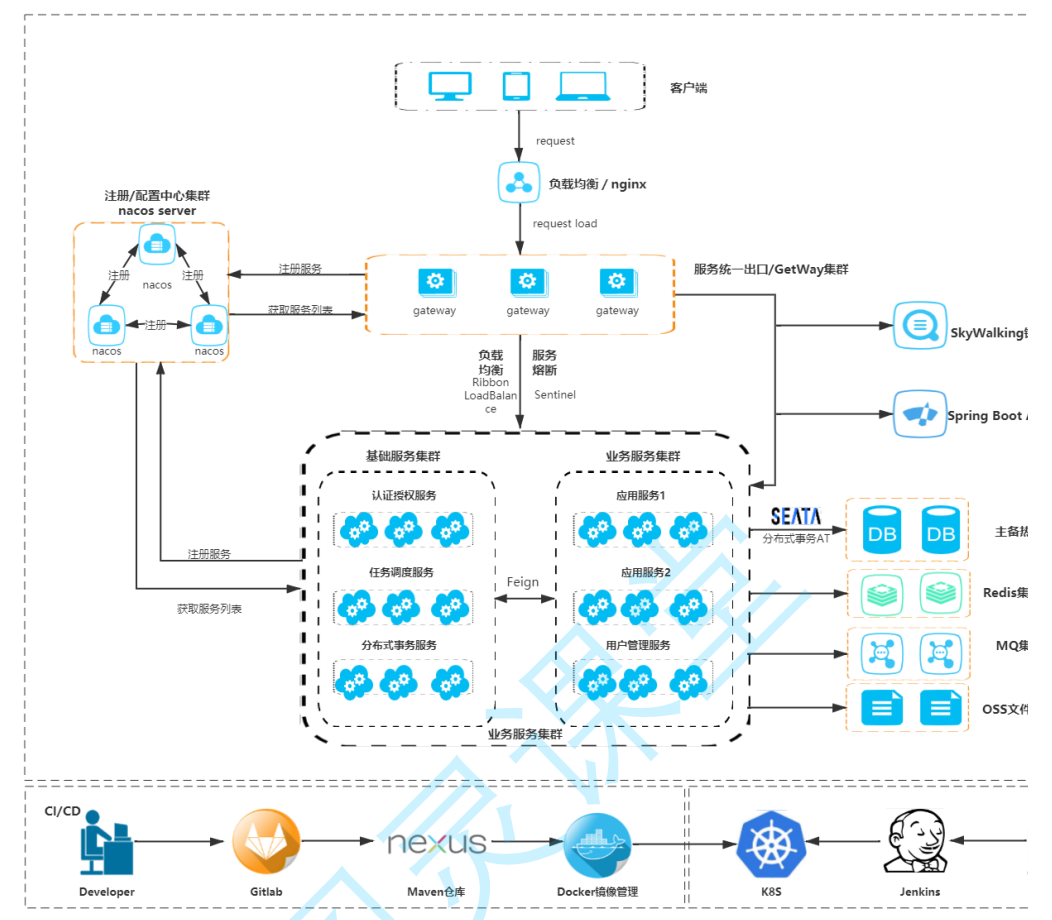 客户端
request
负载均衡 / nginx
注册/配置中心集群
nacos server
request load
注册
nacos
注册
注册
nacos
nacos
注册服务
获取服务列表
gateway
gateway
gateway
服务统一出口/GetWay集群
SkyWalking
负载
均衡
Ribbon
LoadBalan
ce
服务
熔断
Sentinel
Spring Boot
基础服务集群
业务服务集群
认证授权服务
应用服务1
任务调度服务
应用服务2
分布式事务服务
用户管理服务
Feign
业务服务集群
注册服务
获取服务列表
SEATA
分布式事务AT
DB
DB
主备热
Redis集
MQ集
OSS文件
CI/CD
nexus
Developer
Gitlab
Maven仓库
Docker镜像管理
K8S
Jenkins
灵课堂